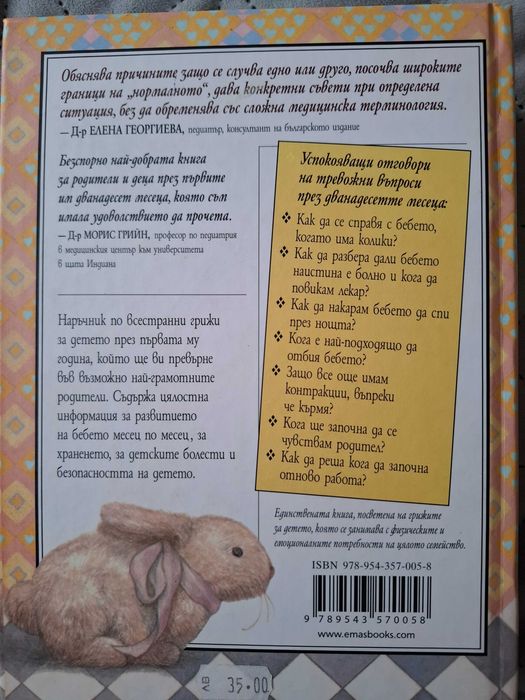 Обяснява причините защо се случва едно или друго, посочва широките
граници на „нормалното“, дава конкретни съвети при определена
ситуация, без да обременява със сложна медицинска терминология.
— Д-р ЕЛЕНА ГЕОРГИЕВА, педиатър, консултант на българското издание
Безспорно най-добрата книга
за родители и деца през първите
им дванадесет месеца, която съм
имала удоволствието да прочета.
— Д-р МОРИС ГРИЙН, професор по педиатрия
в медицинския център към университета
в щата Индиана
Наръчник по всестранни грижи
за детето през първата му
година, който ще ви превърне
във възможно най-грамотните
родители. Съдържа цялостна
информация за развитието
на бебето месец по месец, за
храненето, за детските болести и
безопасността на детето.
Успокояващи отговори
на тревожни въпроси
през дванадесетте месеца:
❖ Как да се справя с бебето,
когато има колики?
❖ Как да разбера дали бебето
наистина е болно и кога да
повикам лекар?
❖ Как да накарам бебето да спи
през нощта?
❖ Кога е най-подходящо да
отбия бебето?
❖ Защо все още имам
контракции, въпреки
че кърмя?
❖ Кога ще започна да се
чувствам родител?
❖ Как да реша кога да започна
отново работа?
Единствената книга, посветена на грижите
за детето, която се занимава с физическите и
емоционалните потребности на цялото семейство.
ISBN 978-954-357-005-8
9 789543 570058
www.emasbooks.com
ЛВ 35.00